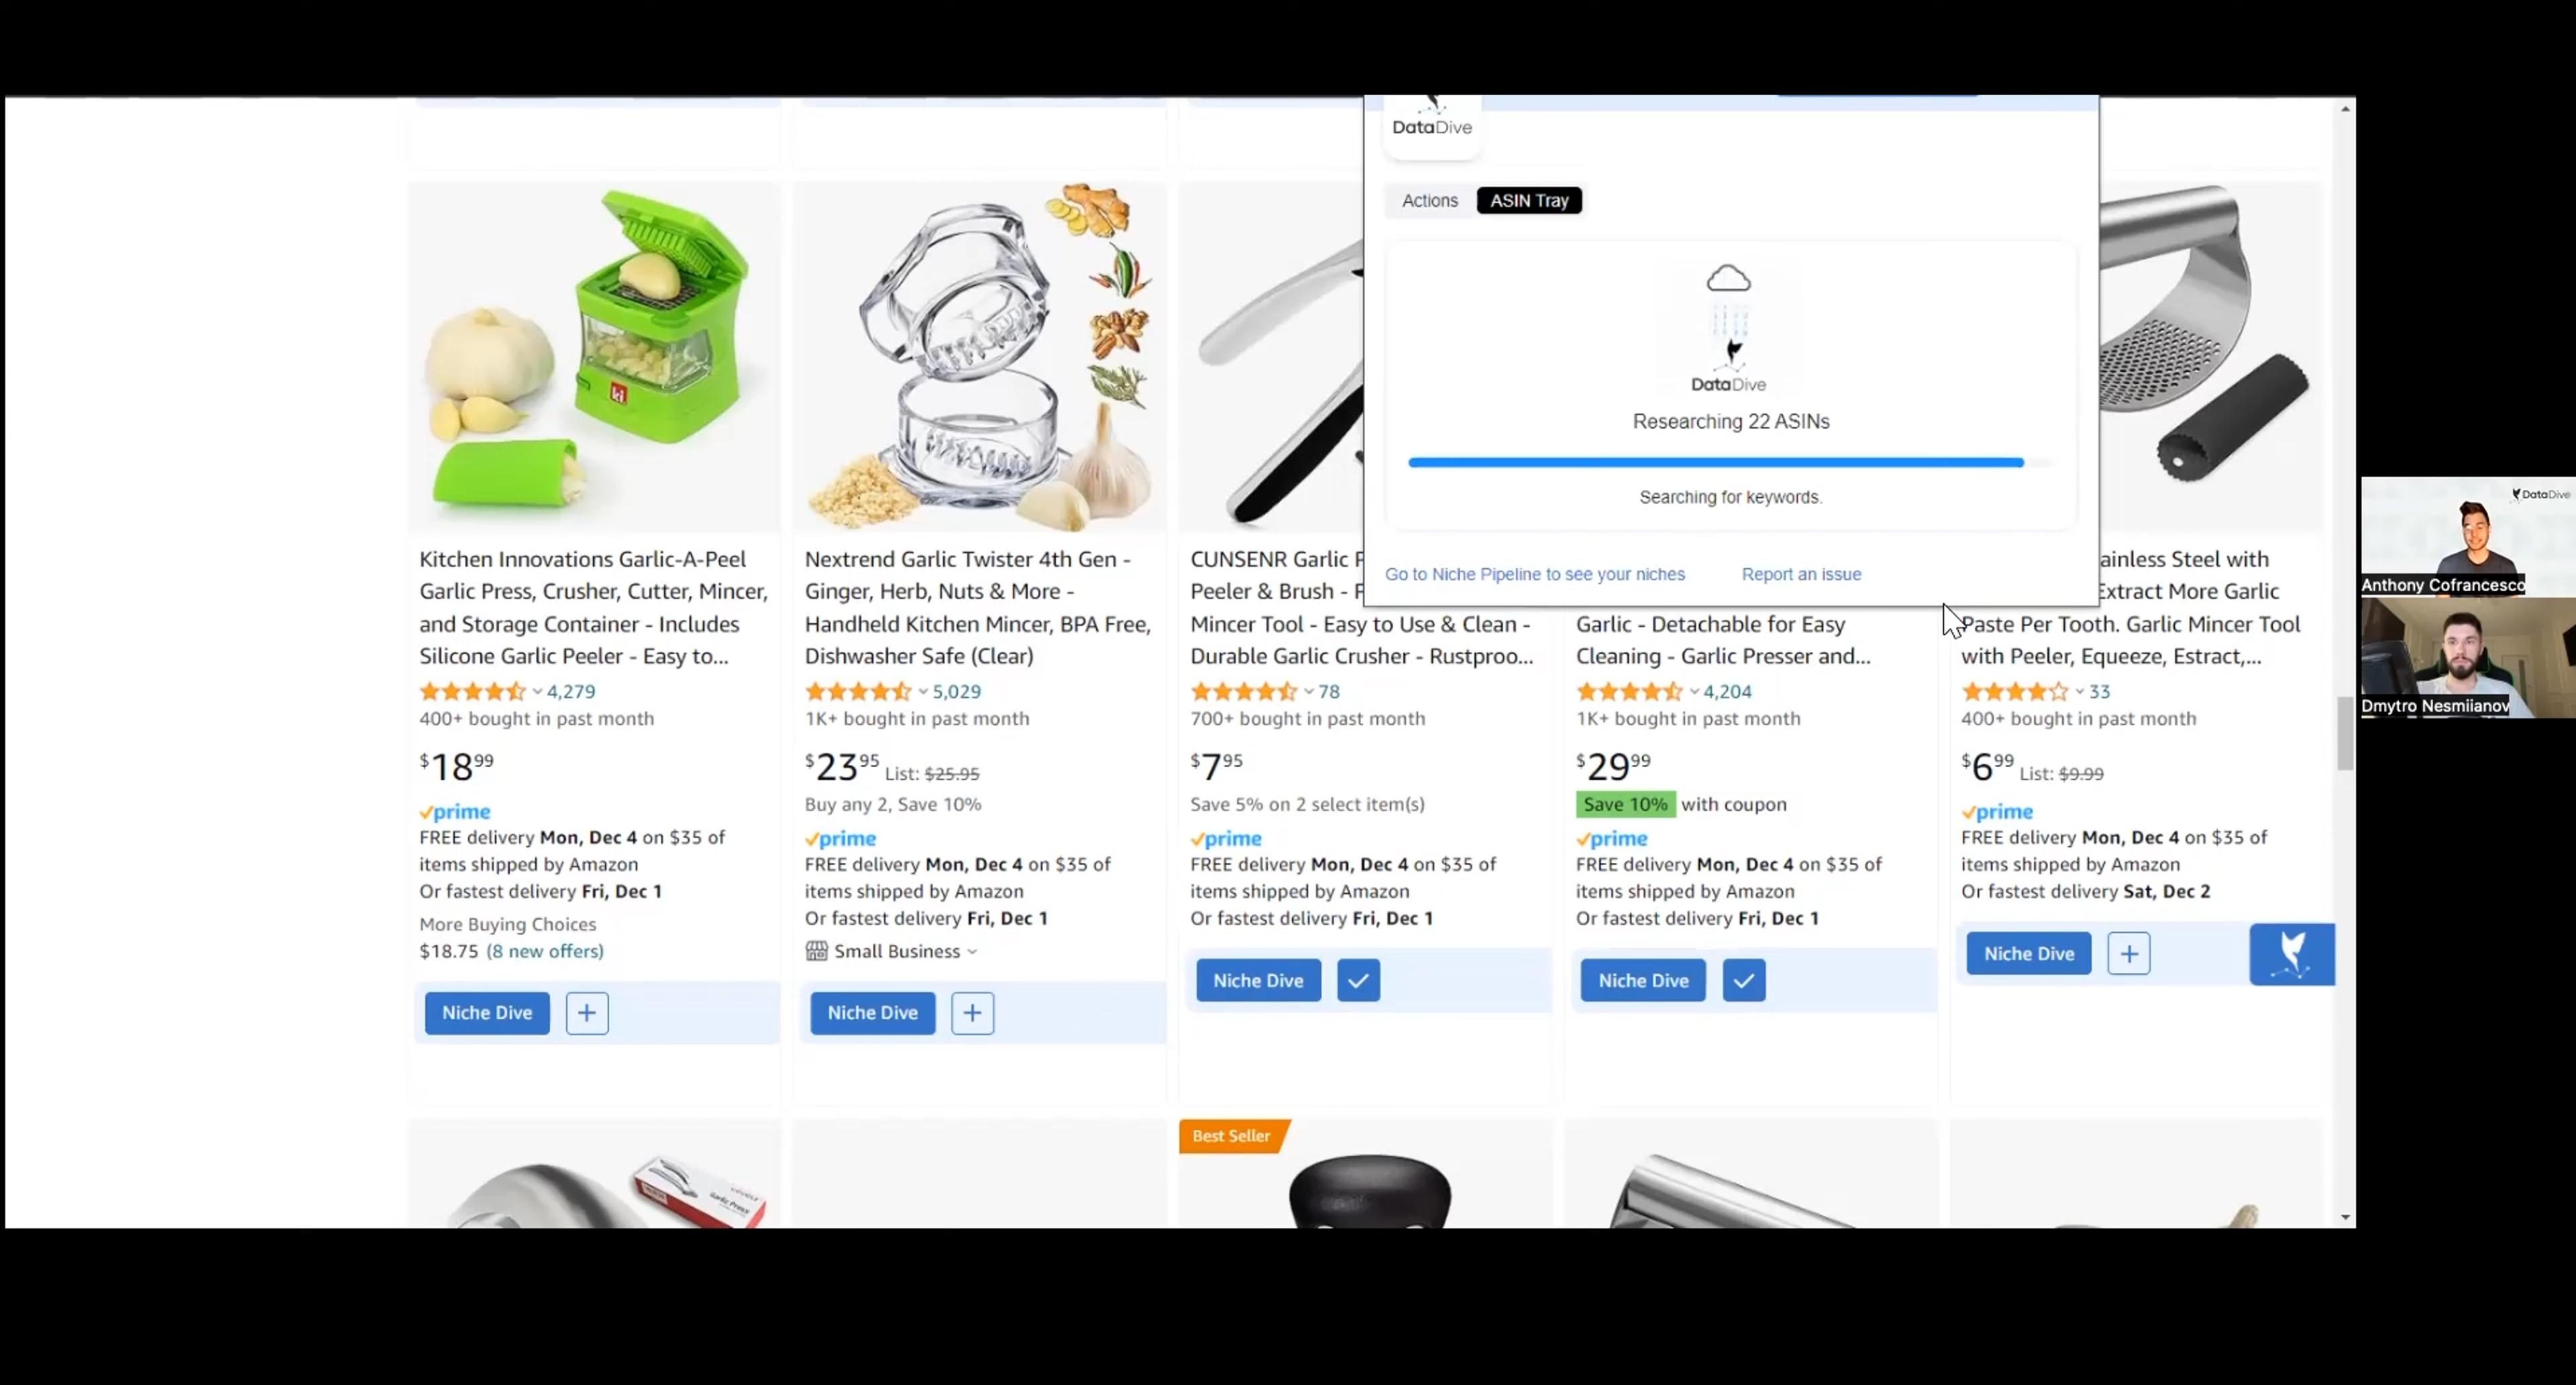 DataDive
Actions
ASIN Tray
DataDive
Researching 22 ASINs
Searching for keywords.
Go to Niche Pipeline to see your niches
Report an issue
Kitchen Innovations Garlic-A-Peel
Garlic Press, Crusher, Cutter, Mincer,
and Storage Container - Includes
Silicone Garlic Peeler - Easy to...
4,279
400+ bought in past month
$18.99
prime
FREE delivery Mon, Dec 4 on $35 of
items shipped by Amazon
Or fastest delivery Fri, Dec 1
More Buying Choices
$18.75 (8 new offers)
Niche Dive
+
Nextrend Garlic Twister 4th Gen -
Ginger, Herb, Nuts & More -
Handheld Kitchen Mincer, BPA Free,
Dishwasher Safe (Clear)
5,029
1K+ bought in past month
$23.95 List: $25.95
Buy any 2, Save 10%
prime
FREE delivery Mon, Dec 4 on $35 of
items shipped by Amazon
Or fastest delivery Fri, Dec 1
Small Business
Niche Dive
+
CUNSENR Garlic
Peeler & Brush -
Mincer Tool - Easy to Use & Clean -
Durable Garlic Crusher - Rustproo...
78
700+ bought in past month
$7.95
Save 5% on 2 select item(s)
prime
FREE delivery Mon, Dec 4 on $35 of
items shipped by Amazon
Or fastest delivery Fri, Dec 1
Niche Dive
Garlic - Detachable for Easy
Cleaning - Garlic Presser and...
4,204
1K+ bought in past month
$29.99
Save 10% with coupon
prime
FREE delivery Mon, Dec 4 on $35 of
items shipped by Amazon
Or fastest delivery Fri, Dec 1
Niche Dive
ainless Steel with
Extract More Garlic
Paste Per Tooth. Garlic Mincer Tool
with Peeler, Equeeze, Estract,...
33
400+ bought in past month
$6.99 List: $9.99
prime
FREE delivery Mon, Dec 4 on $35 of
items shipped by Amazon
Or fastest delivery Sat, Dec 2
Niche Dive
+
Best Seller
Garlic Press
DataDive
Anthony Cofrancesco
Dmytro Nesmiianov